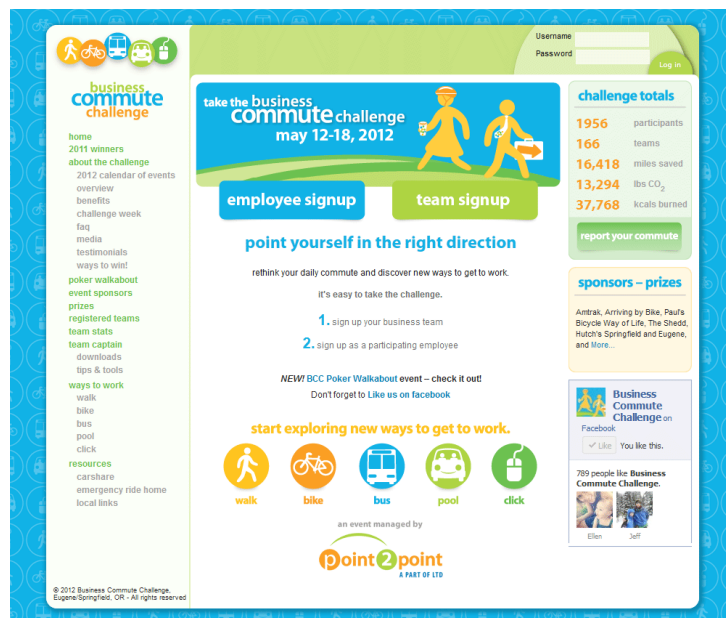 business
commute
challenge
home
2011 winners
about the challenge
2012 calendar of events
overview
benefits
challenge week
faq
media
testimonials
ways to win!
poker walkabout
event sponsors
prizes
registered teams
team stats
team captain
downloads
tips & tools
ways to work
walk
bike
bus
pool
click
resources
carshare
emergency ride home
local links
© 2012 Business Commute Challenge,
Eugene/Springfield, OR - All rights reserved
Username
Password
Log in
take the business
commute challenge
may 12-18, 2012
employee signup
team signup
point yourself in the right direction
rethink your daily commute and discover new ways to get to work.
it's easy to take the challenge.
1. sign up your business team
2. sign up as a participating employee
NEW! BCC Poker Walkabout event – check it out!
Don't forget to Like us on facebook
start exploring new ways to get to work.
walk
bike
bus
pool
click
an event managed by
point2point
A PART OF LTD
challenge totals
1956 participants
166 teams
16,418 miles saved
13,294 lbs CO2
37,768 kcals burned
report your commute
sponsors – prizes
Amtrak, Arriving by Bike, Paul's
Bicycle Way of Life, The Shedd,
Hutch's Springfield and Eugene,
and More...
Business
Commute
Challenge on
Facebook
Like You like this.
789 people like Business
Commute Challenge.
Ellen
Jeff